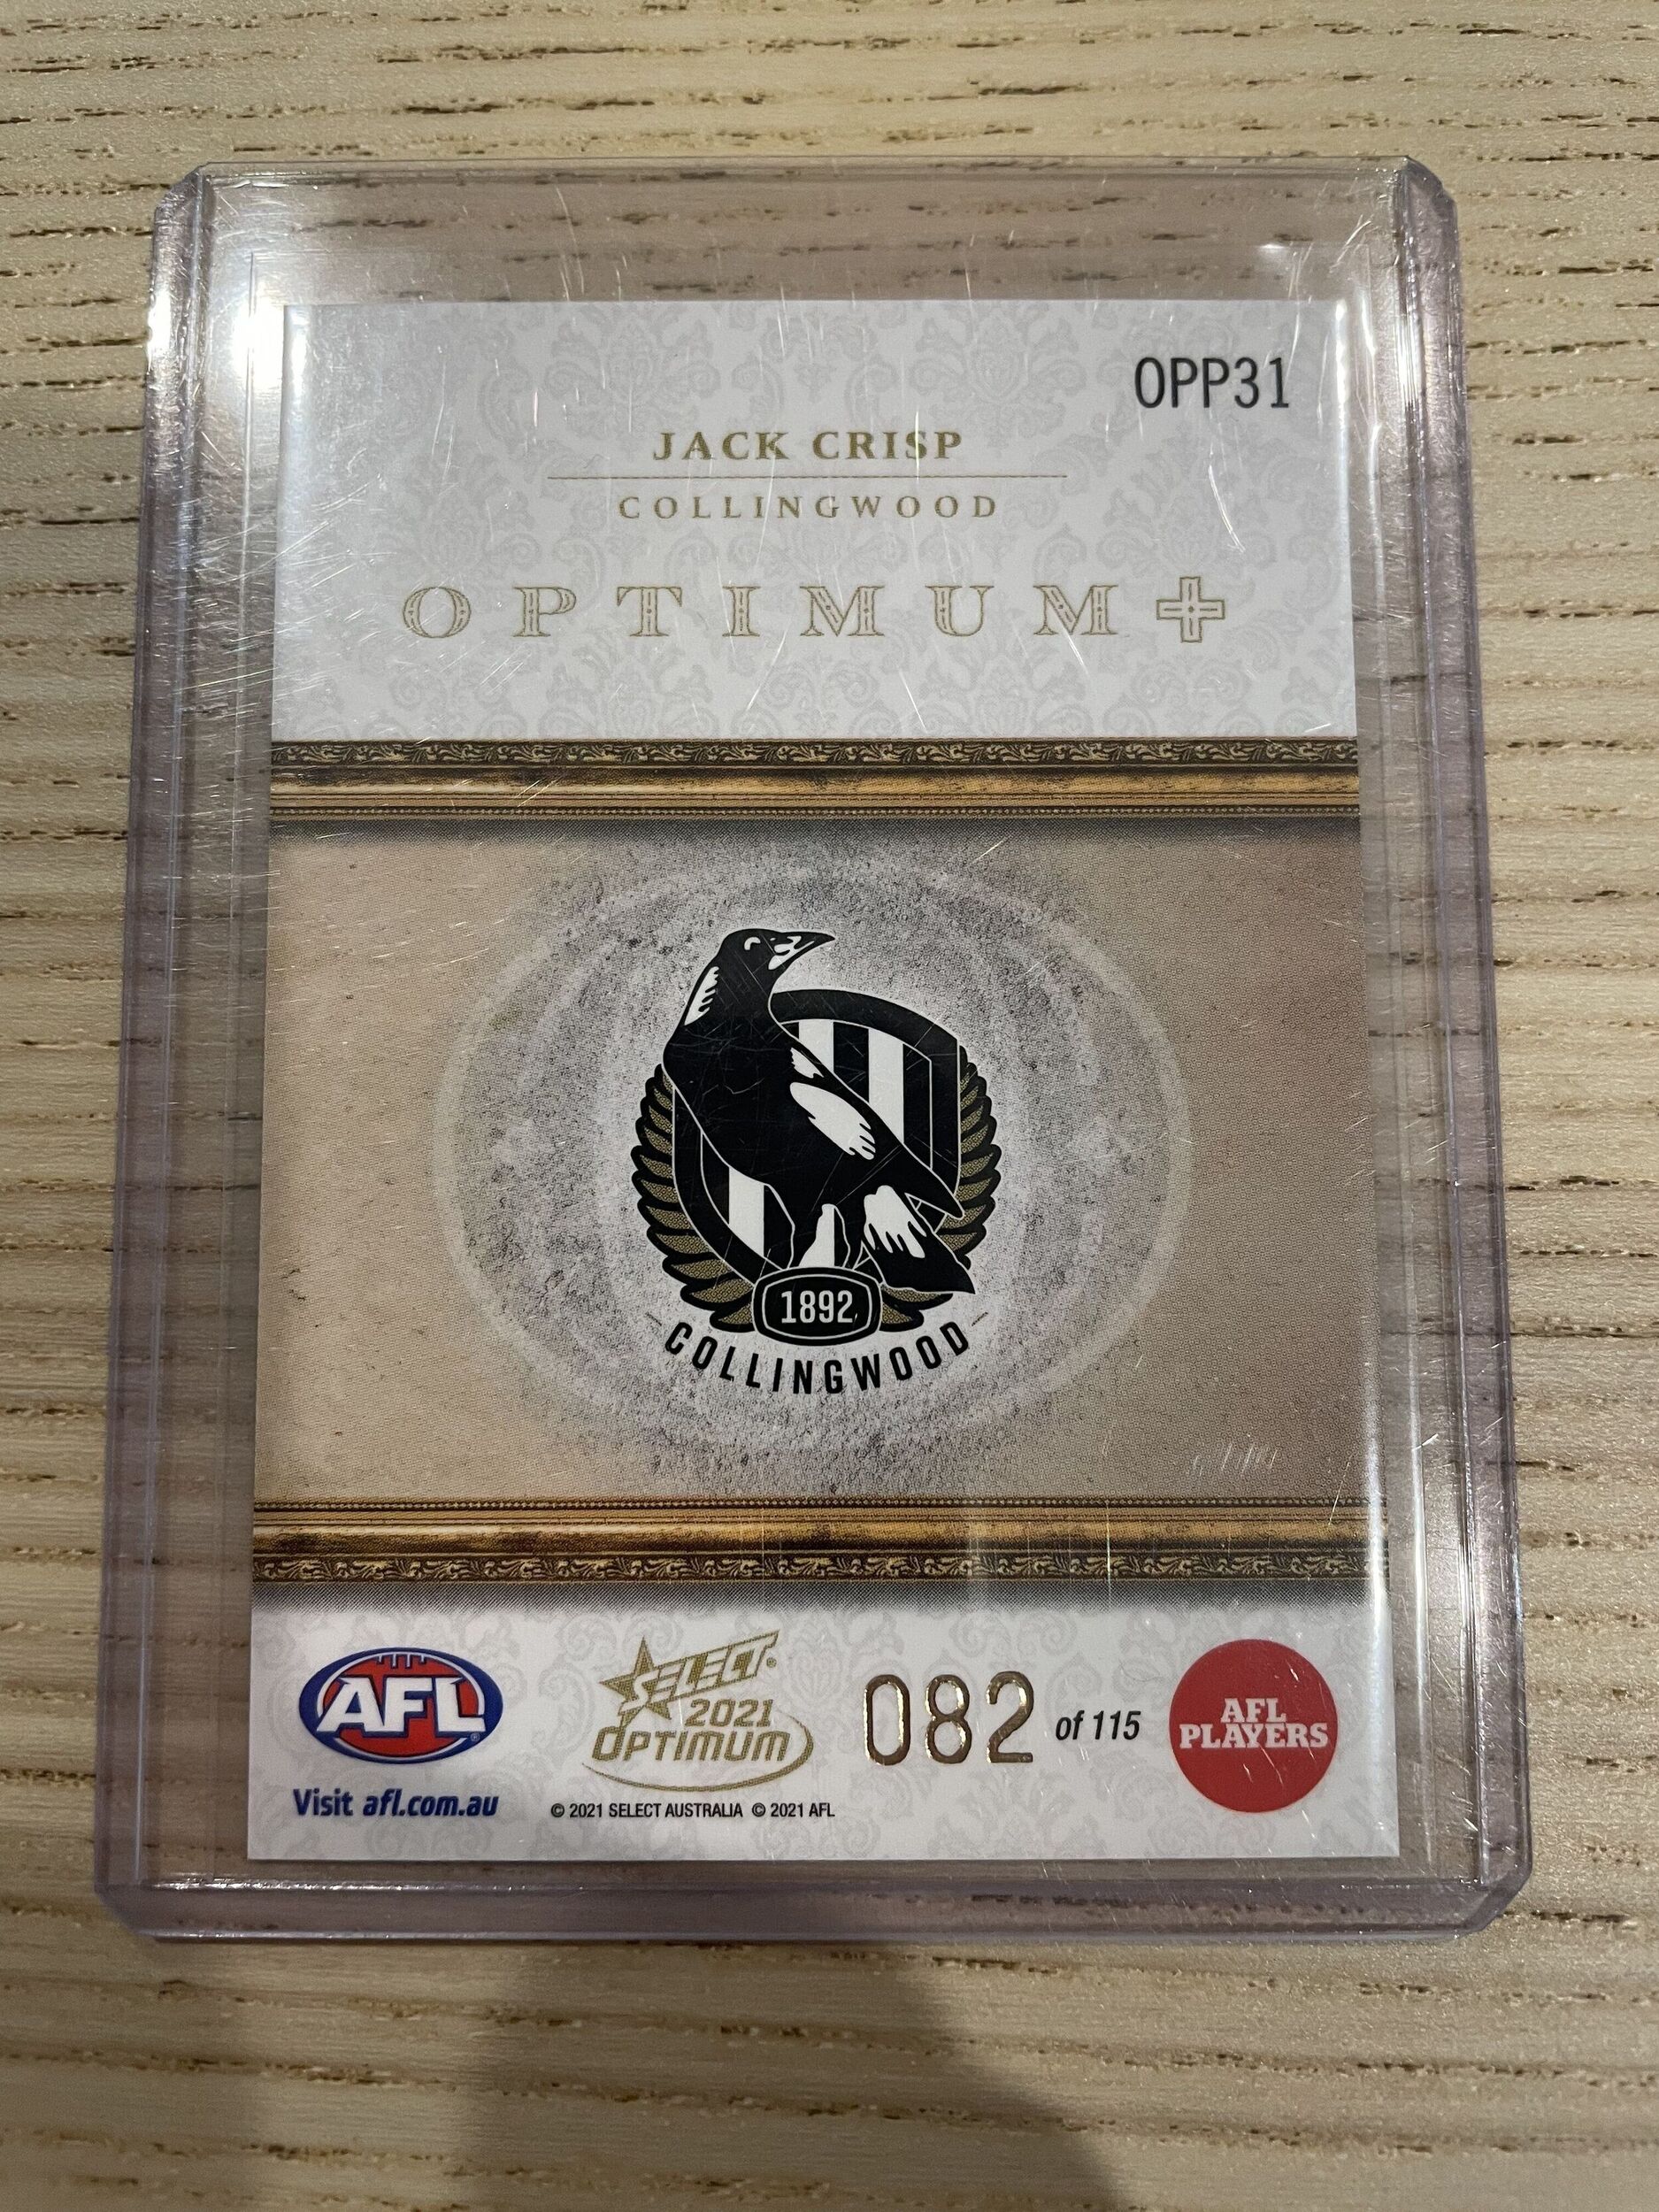 OPP31
JACK CRISP
COLLINGWOOD
OPTIMUM+
1892
COLLINGWOOD
AFL
Visit afl.com.au
SELECT
2021
OPTIMUM
© 2021 SELECT AUSTRALIA © 2021 AFL
082 of 115
AFL
PLAYERS